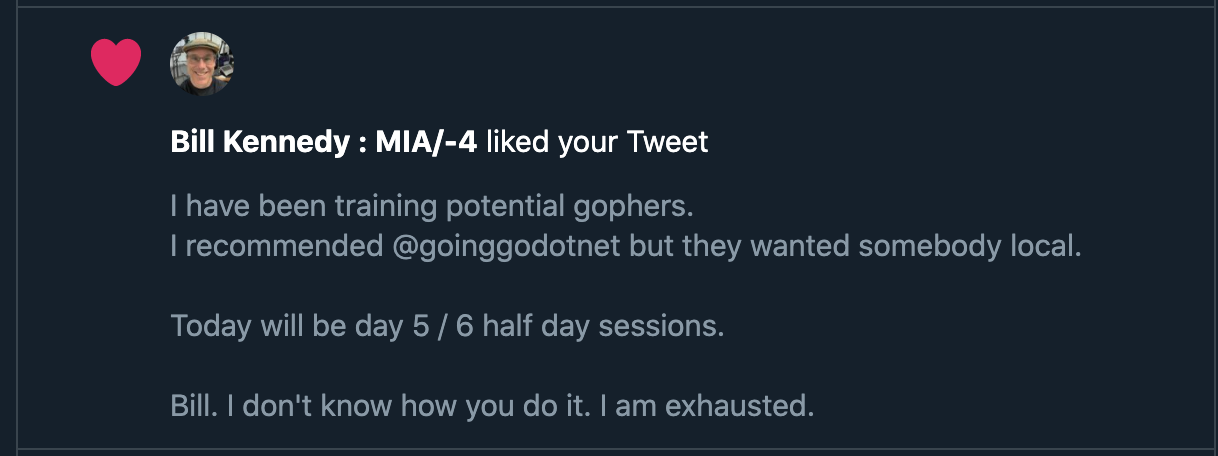 Bill Kennedy : MIA/-4 liked your Tweet
I have been training potential gophers.
I recommended @goinggodotnet but they wanted somebody local.
Today will be day 5 / 6 half day sessions.
Bill. I don't know how you do it. I am exhausted.